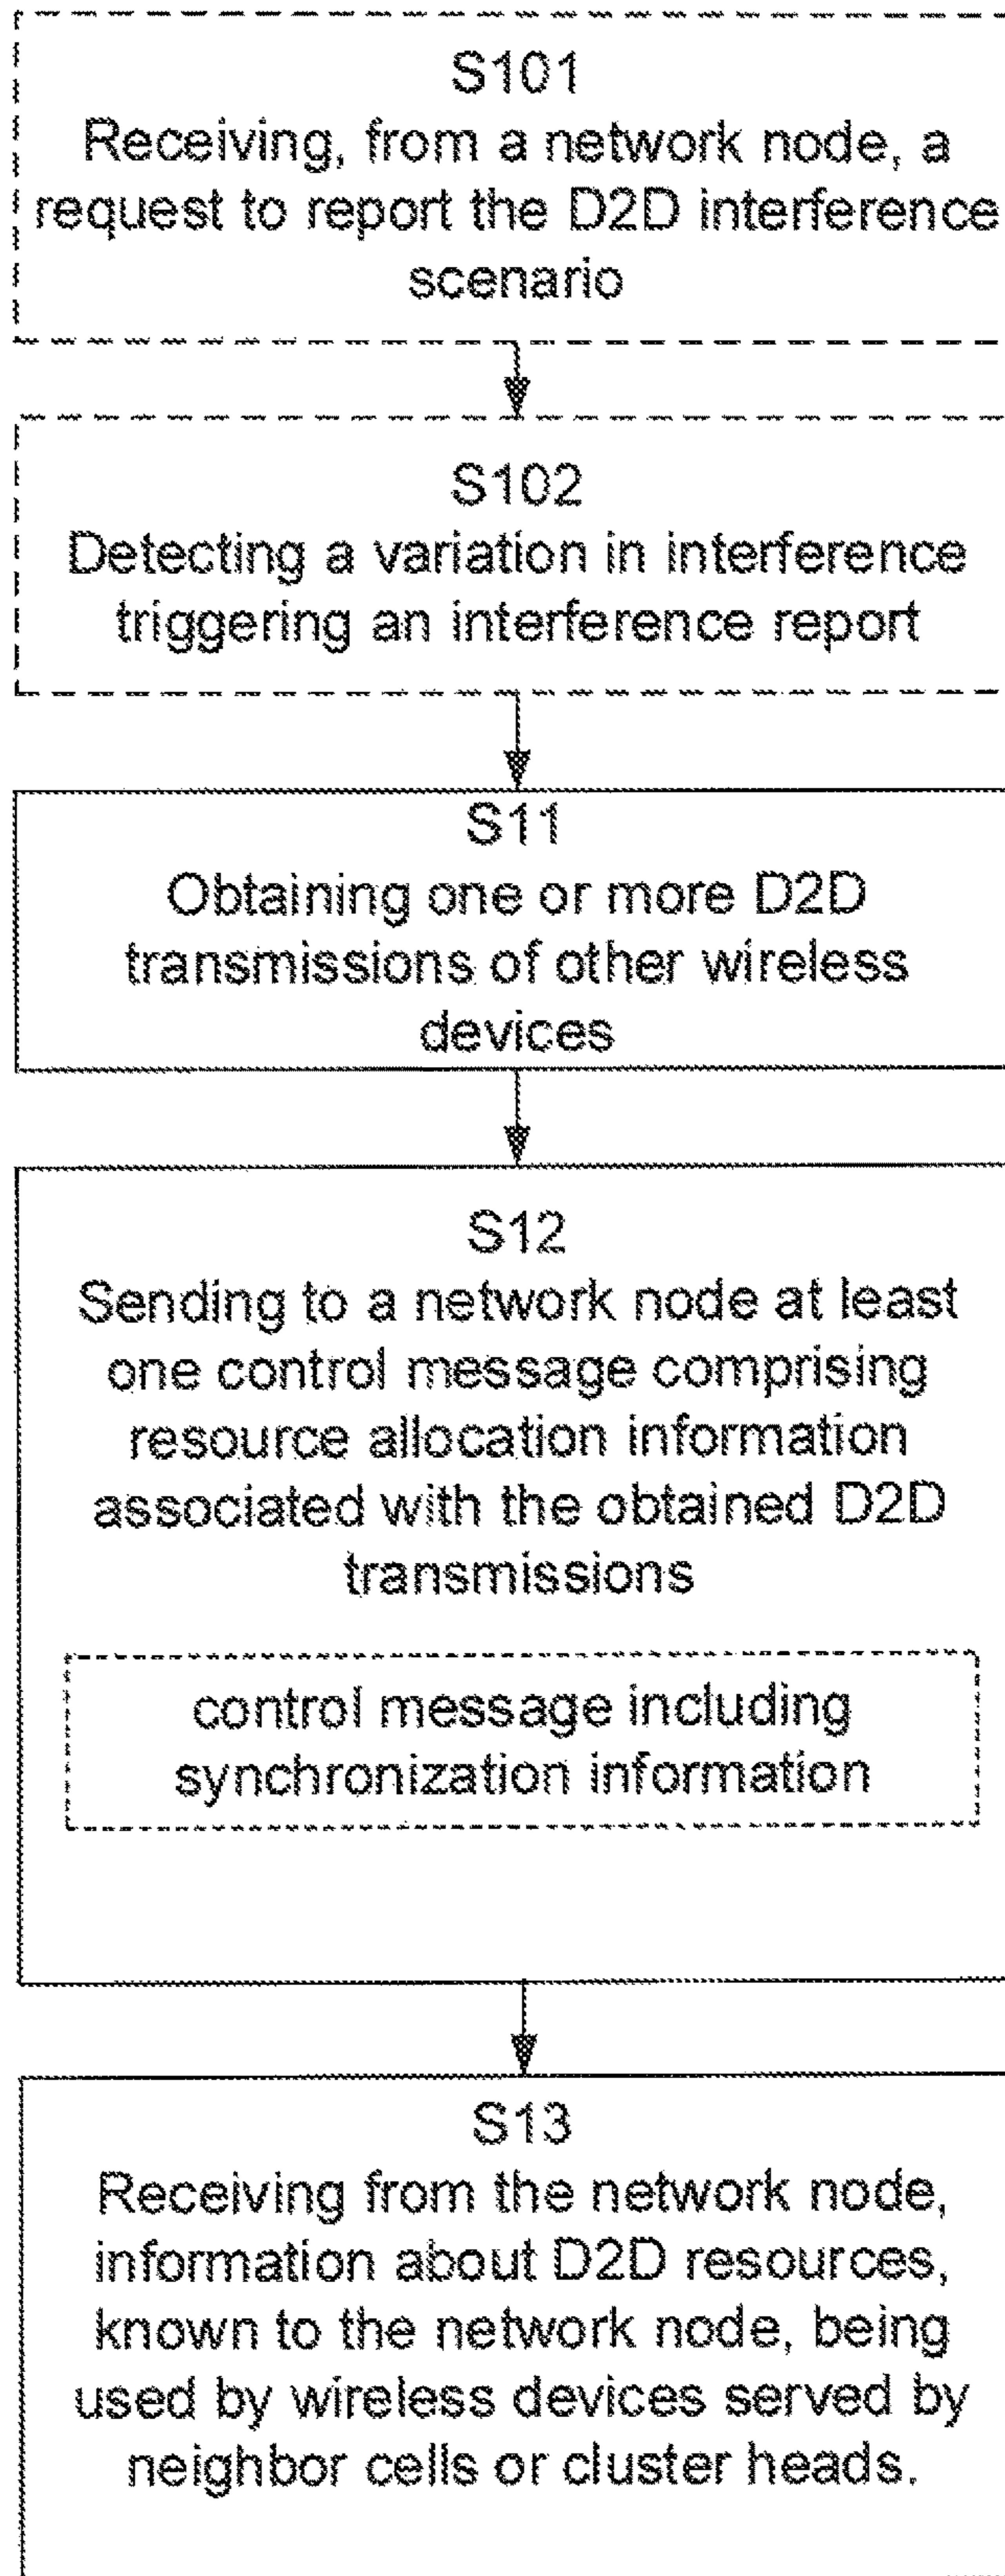 S101
Receiving, from a network node, a
request to report the D2D interference
scenario
S102
Detecting a variation in interference
triggering an interference report
S11
Obtaining one or more D2D
transmissions of other wireless
devices
S12
Sending to a network node at least
one control message comprising
resource allocation information
associated with the obtained D2D
transmissions
control message including
synchronization information
S13
Receiving from the network node,
information about D2D resources,
known to the network node, being
used by wireless devices served by
neighbor cells or cluster heads.